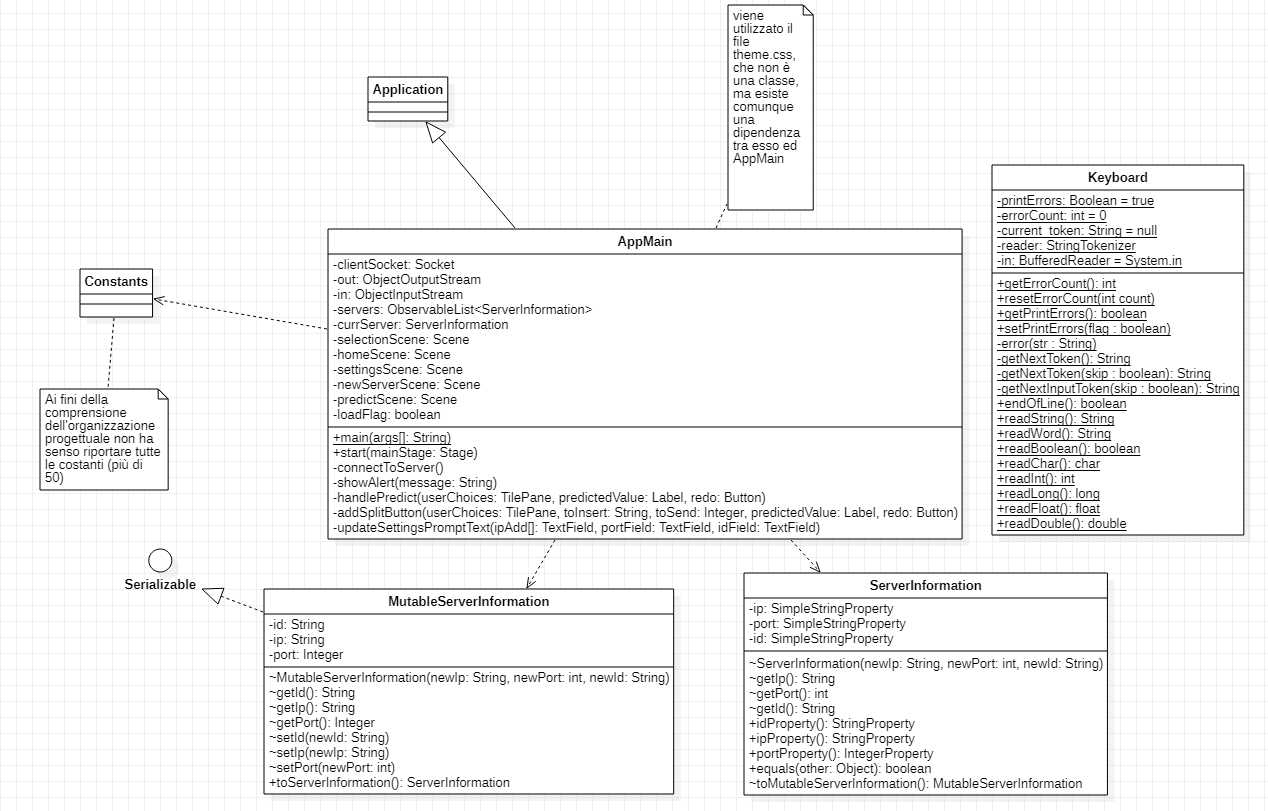 viene
utilizzato il
file
theme.css,
che non è
una classe,
ma esiste
comunque
una
dipendenza
tra esso ed
AppMain
Application
Keyboard
-printErrors: Boolean = true
-errorCount: int = 0
-current_token: String = null
-reader: StringTokenizer
-in: BufferedReader = System.in
+getErrorCount(): int
+resetErrorCount(int count)
+getPrintErrors(): boolean
+setPrintErrors(flag : boolean)
-error(str : String)
-getNextToken(): String
-getNextToken(skip : boolean): String
-getNextInputToken(skip : boolean): String
+endOfLine(): boolean
+readString(): String
+readWord(): String
+readBoolean(): boolean
+readChar(): char
+readInt(): int
+readLong(): long
+readFloat(): float
+readDouble(): double
AppMain
-clientSocket: Socket
-out: ObjectOutputStream
-in: ObjectInputStream
-servers: ObservableList<ServerInformation>
-currServer: ServerInformation
-selectionScene: Scene
-homeScene: Scene
-settingsScene: Scene
-newServerScene: Scene
-predictScene: Scene
-loadFlag: boolean
+main(args[]: String)
+start(mainStage: Stage)
-connectToServer()
-showAlert(message: String)
-handlePredict(userChoices: TilePane, predictedValue: Label, redo: Button)
-addSplitButton(userChoices: TilePane, toInsert: String, toSend: Integer, predictedValue: Label, redo: Button)
-updateSettingsPromptText(ipAdd[]: TextField, portField: TextField, idField: TextField)
Constants
Ai fini della
comprensione
dell'organizzazione
progettuale non ha
senso riportare tutte
le costanti (più di
50)
Serializable
MutableServerInformation
-id: String
-ip: String
-port: Integer
~MutableServerInformation(newIp: String, newPort: int, newId: String)
~getId(): String
~getIp(): String
~getPort(): Integer
~setId(newId: String)
~setIp(newIp: String)
~setPort(newPort: int)
+toServerInformation(): ServerInformation
ServerInformation
-ip: SimpleStringProperty
-port: SimpleStringProperty
-id: SimpleStringProperty
~ServerInformation(newIp: String, newPort: int, newId: String)
~getIp(): String
~getPort(): int
~getId(): String
+idProperty(): StringProperty
+ipProperty(): StringProperty
+portProperty(): IntegerProperty
+equals(other: Object): boolean
~toMutableServerInformation(): MutableServerInformation